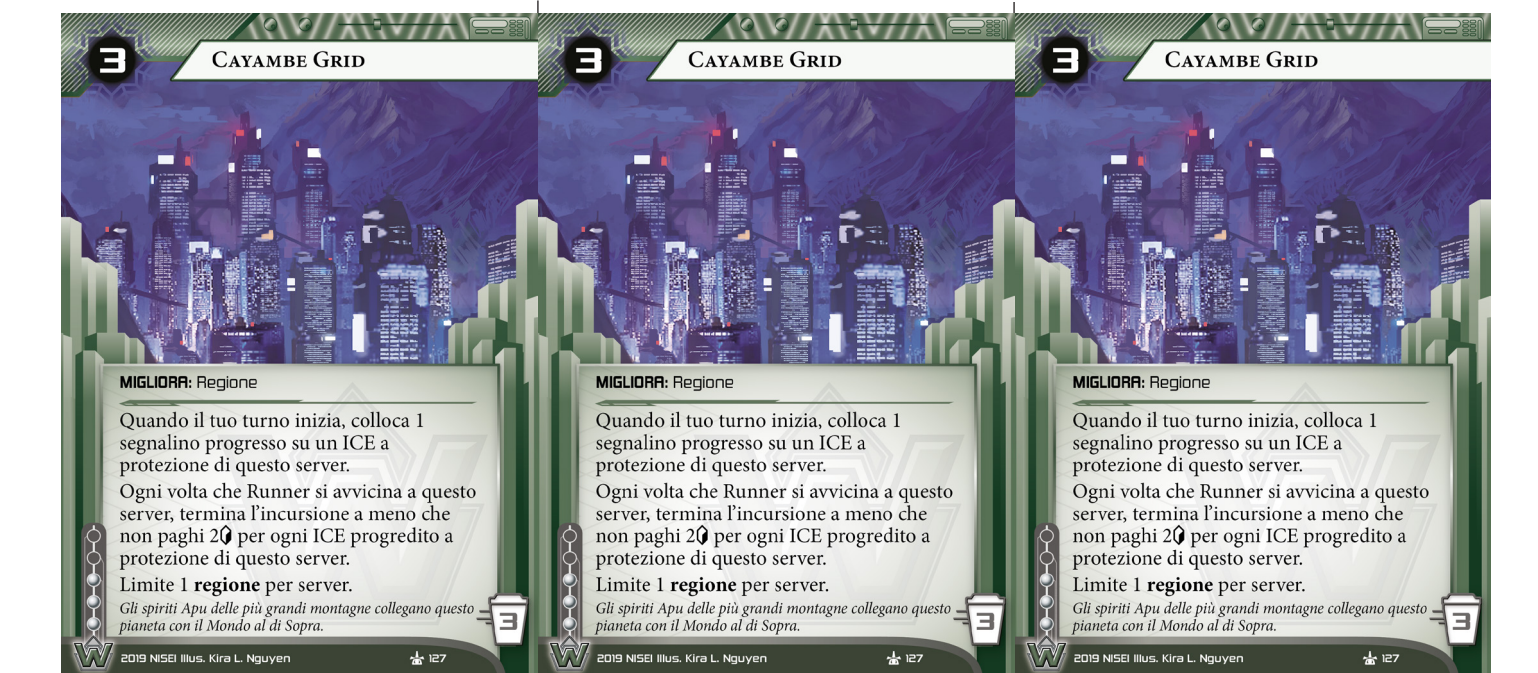 3
CAYAMBE GRID
MIGLIORA: Regione
Quando il tuo turno inizia, colloca 1
segnalino progresso su un ICE a
protezione di questo server.
Ogni volta che Runner si avvicina a questo
server, termina l'incursione a meno che
non paghi 2 per ogni ICE progredito a
protezione di questo server.
Limite 1 regione per server.
Gli spiriti Apu delle più grandi montagne collegano questo
pianeta con il Mondo al di Sopra.
3
W
2019 NISEI Illus. Kira L. Nguyen
127
3
CAYAMBE GRID
MIGLIORA: Regione
Quando il tuo turno inizia, colloca 1
segnalino progresso su un ICE a
protezione di questo server.
Ogni volta che Runner si avvicina a questo
server, termina l'incursione a meno che
non paghi 2 per ogni ICE progredito a
protezione di questo server.
Limite 1 regione per server.
Gli spiriti Apu delle più grandi montagne collegano questo
pianeta con il Mondo al di Sopra.
3
W
2019 NISEI Illus. Kira L. Nguyen
127
3
CAYAMBE GRID
MIGLIORA: Regione
Quando il tuo turno inizia, colloca 1
segnalino progresso su un ICE a
protezione di questo server.
Ogni volta che Runner si avvicina a questo
server, termina l'incursione a meno che
non paghi 2 per ogni ICE progredito a
protezione di questo server.
Limite 1 regione per server.
Gli spiriti Apu delle più grandi montagne collegano questo
pianeta con il Mondo al di Sopra.
3
W
2019 NISEI Illus. Kira L. Nguyen
127